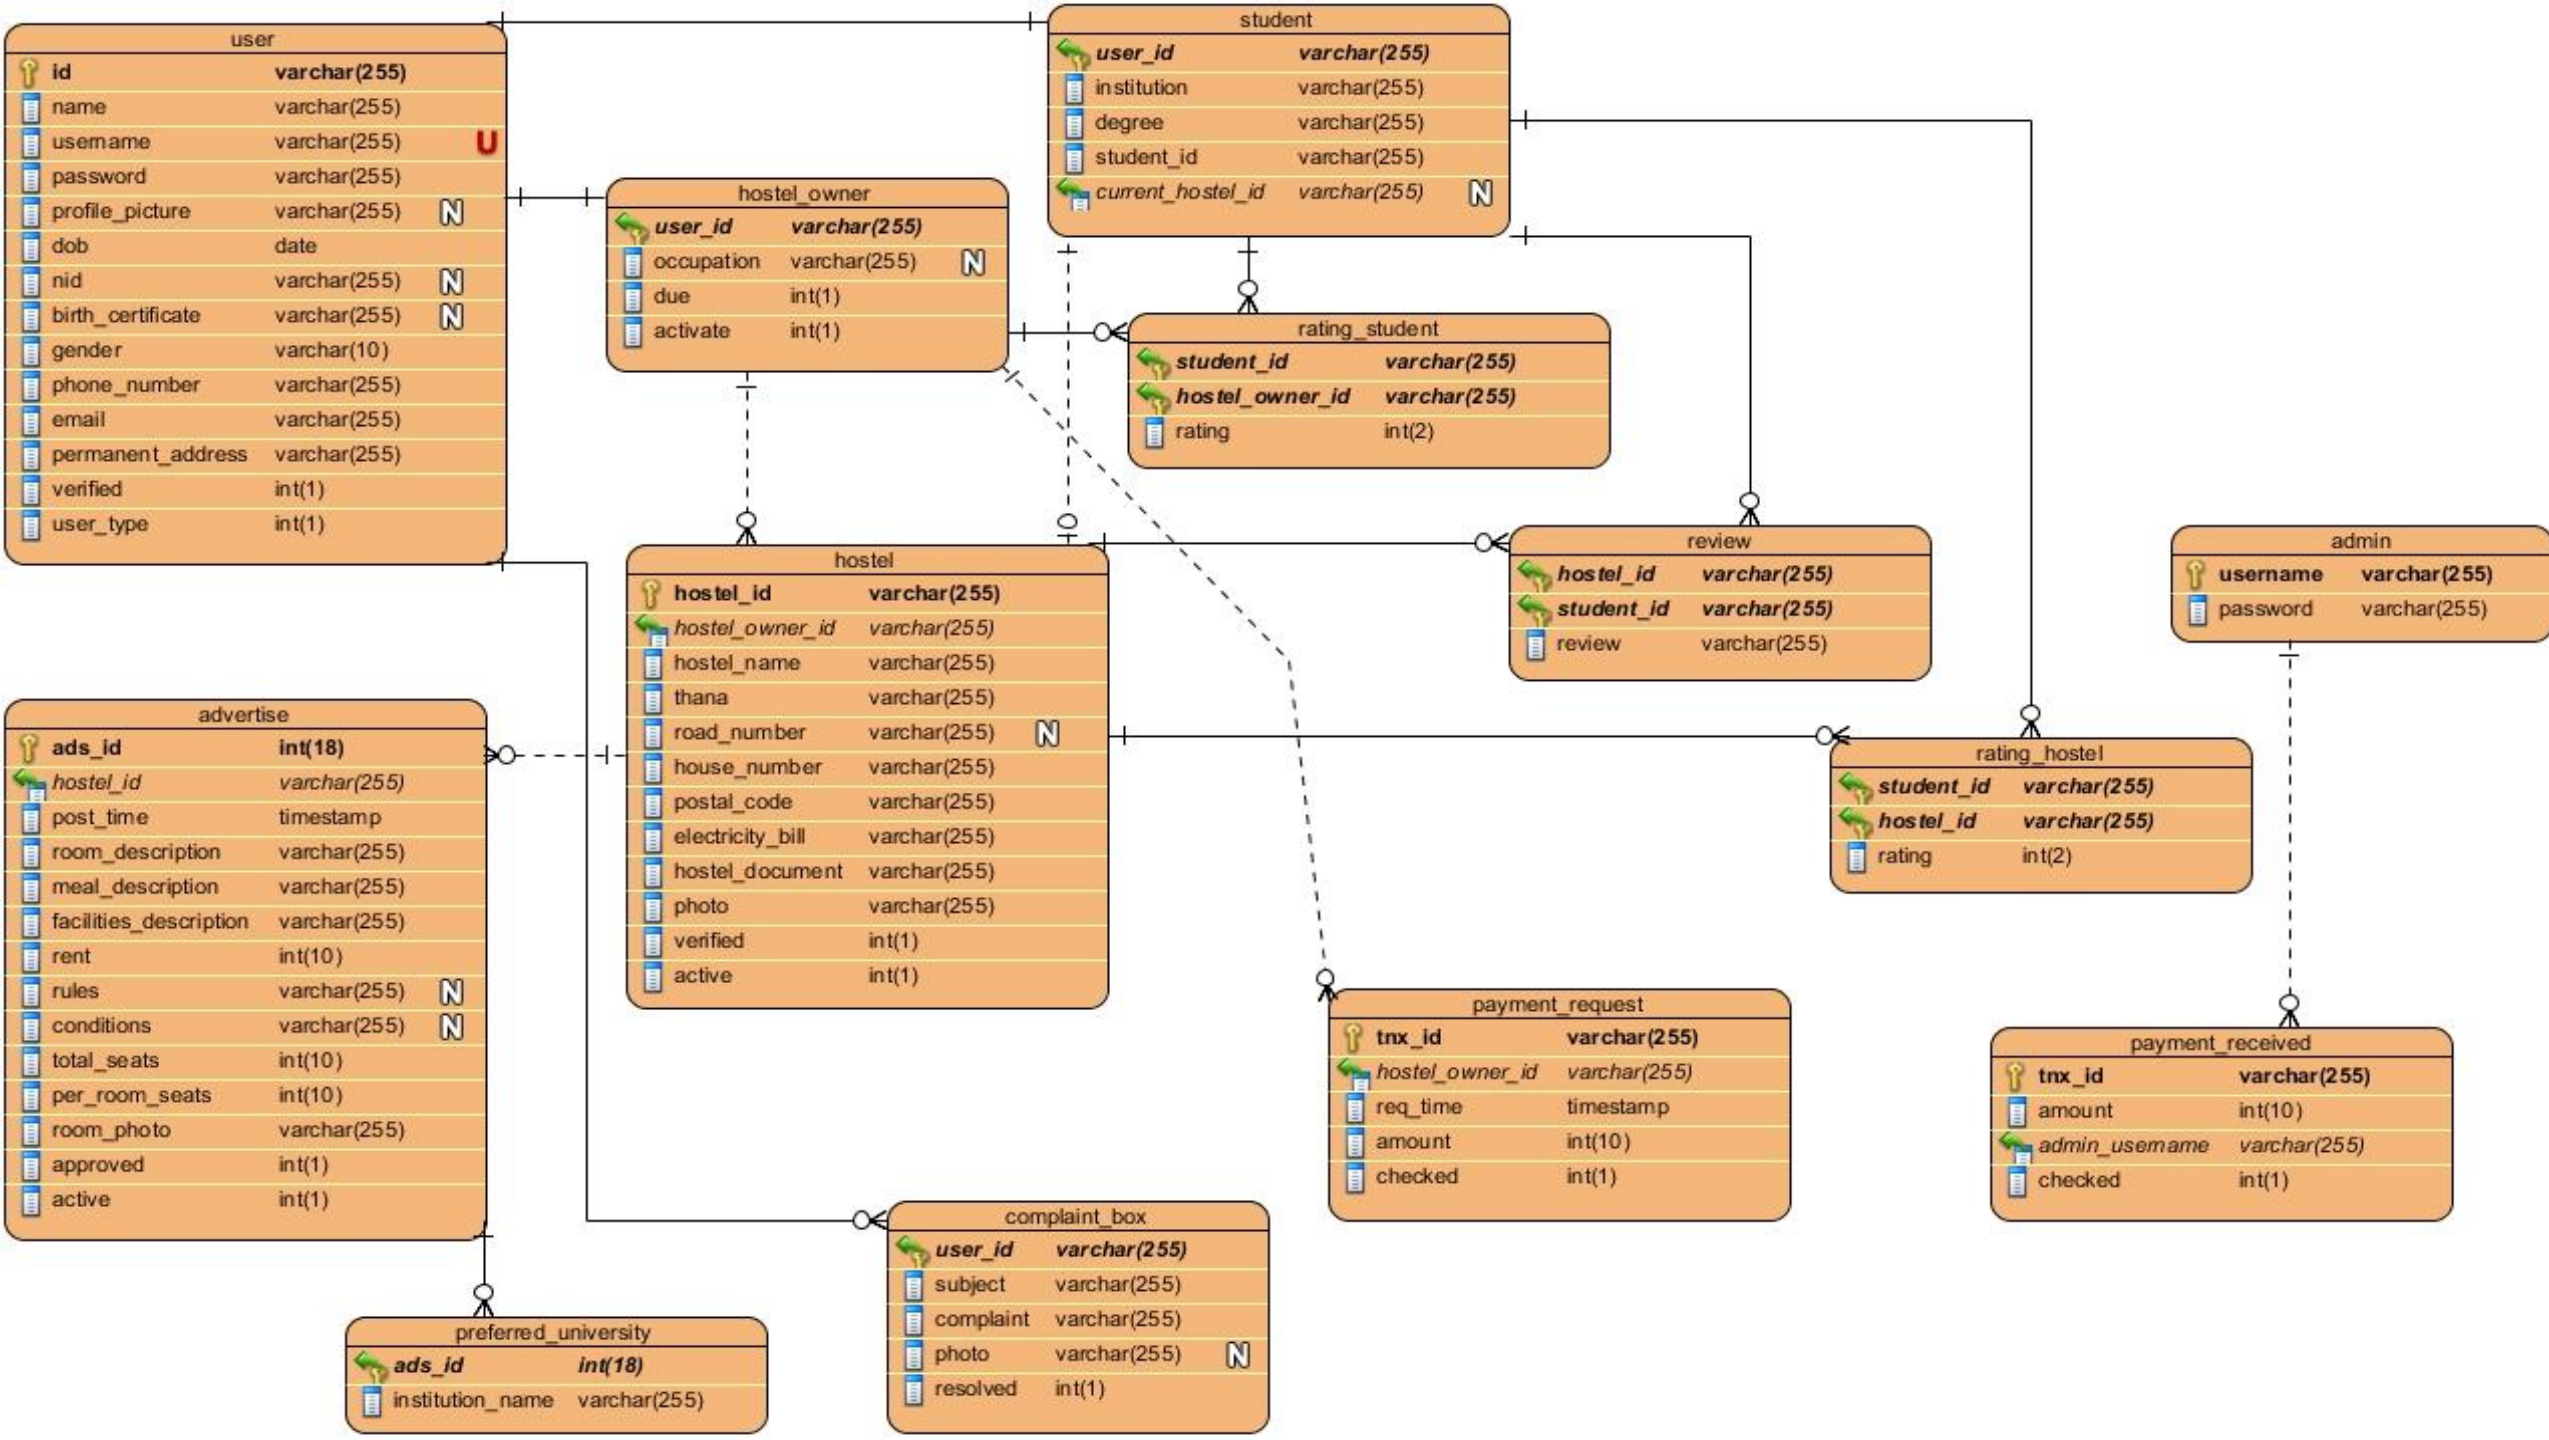 user
id varchar(255)
name varchar(255)
username varchar(255) U
password varchar(255)
profile_picture varchar(255) N
dob date
nid varchar(255) N
birth_certificate varchar(255) N
gender varchar(10)
phone_number varchar(255)
email varchar(255)
permanent_address varchar(255)
verified int(1)
user_type int(1)
student
user_id varchar(255)
institution varchar(255)
degree varchar(255)
student_id varchar(255)
current_hostel_id varchar(255) N
hostel_owner
user_id varchar(255)
occupation varchar(255) N
due int(1)
activate int(1)
rating_student
student_id varchar(255)
hostel_owner_id varchar(255)
rating int(2)
hostel
hostel_id varchar(255)
hostel_owner_id varchar(255)
hostel_name varchar(255)
thana varchar(255)
road_number varchar(255) N
house_number varchar(255)
postal_code varchar(255)
electricity_bill varchar(255)
hostel_document varchar(255)
photo varchar(255)
verified int(1)
active int(1)
review
hostel_id varchar(255)
student_id varchar(255)
review varchar(255)
admin
username varchar(255)
password varchar(255)
advertise
ads_id int(18)
hostel_id varchar(255)
post_time timestamp
room_description varchar(255)
meal_description varchar(255)
facilities_description varchar(255)
rent int(10)
rules varchar(255) N
conditions varchar(255) N
total_seats int(10)
per_room_seats int(10)
room_photo varchar(255)
approved int(1)
active int(1)
rating_hostel
student_id varchar(255)
hostel_id varchar(255)
rating int(2)
payment_request
tnx_id varchar(255)
hostel_owner_id varchar(255)
req_time timestamp
amount int(10)
checked int(1)
payment_received
tnx_id varchar(255)
amount int(10)
admin_username varchar(255)
checked int(1)
complaint_box
user_id varchar(255)
subject varchar(255)
complaint varchar(255)
photo varchar(255) N
resolved int(1)
preferred_university
ads_id int(18)
institution_name varchar(255)